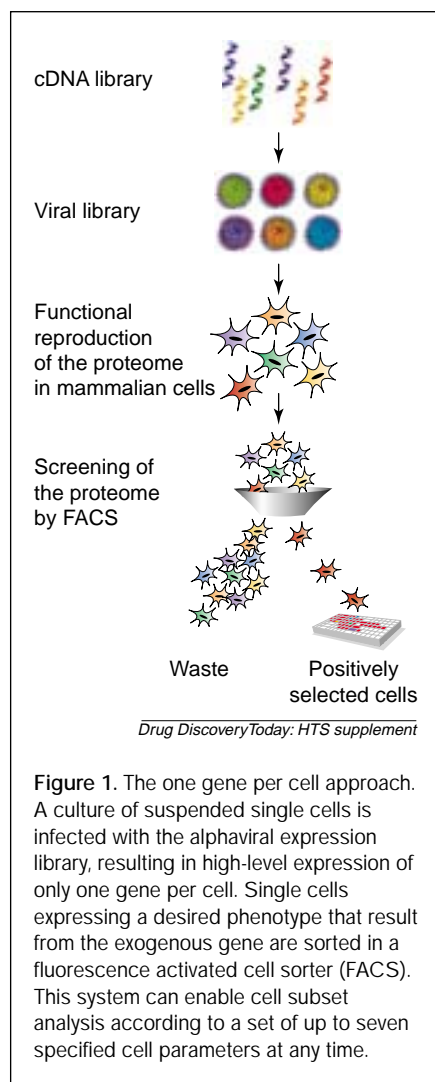 cDNA library
Viral library
Functional
reproduction
of the proteome
in mammalian cells
Screening of
the proteome
by FACS
Waste
Positively
selected cells
Drug DiscoveryToday: HTS supplement
Figure 1. The one gene per cell approach.
A culture of suspended single cells is
infected with the alphaviral expression
library, resulting in high-level expression of
only one gene per cell. Single cells
expressing a desired phenotype that result
from the exogenous gene are sorted in a
fluorescence activated cell sorter (FACS).
This system can enable cell subset
analysis according to a set of up to seven
specified cell parameters at any time.